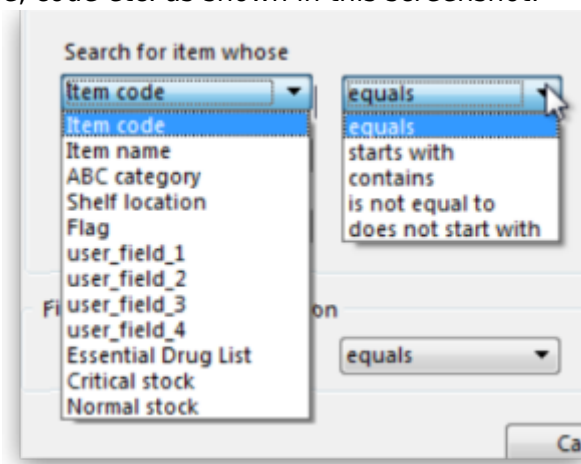 Search for item whose
Item code
equals
Item code
Item name
ABC category
Shelf location
Flag
user_field_1
user_field_2
user_field_3
user_field_4
Essential Drug List
Critical stock
Normal stock
equals
starts with
contains
is not equal to
does not start with
on
equals